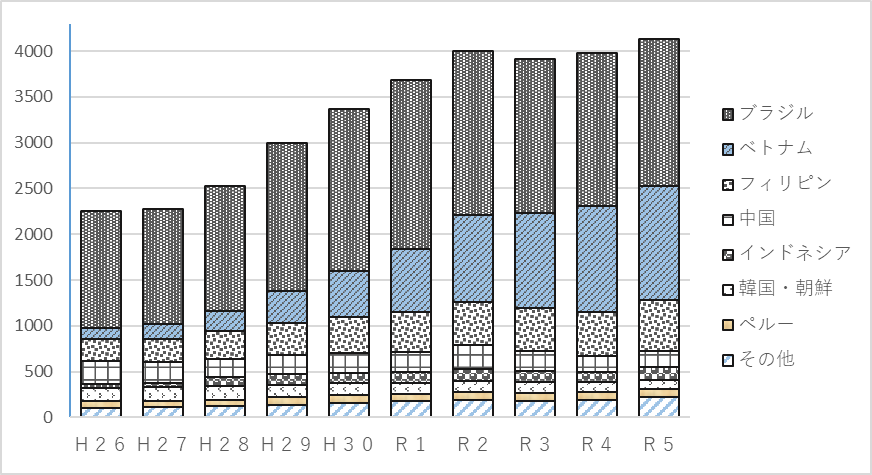 4000
3500
3000
2500
2000
1500
1000
500
0
Ｈ２６ Ｈ２７ Ｈ２８ Ｈ２９ Ｈ３０ Ｒ１ Ｒ２ Ｒ３ Ｒ４ Ｒ５
ブラジル
ベトナム
フィリピン
中国
インドネシア
韓国・朝鮮
ペルー
その他